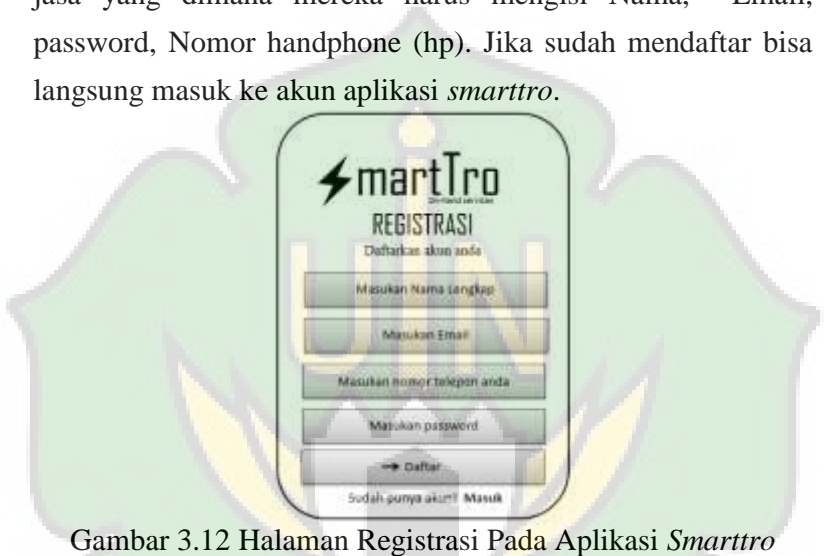 jasa yang dimana mereka harus mengisi Nama, Email,
password, Nomor handphone (hp). Jika sudah mendaftar bisa
langsung masuk ke akun aplikasi smarttro.
smartTro
REGISTRASI
Daftarkan akun anda
Masukan Nama Lengkap
Masukan Email
Masukan nomor telepon anda
Masukan password
→ Daftar
Sudah punya akun? Masuk
UIN
Gambar 3.12 Halaman Registrasi Pada Aplikasi Smarttro